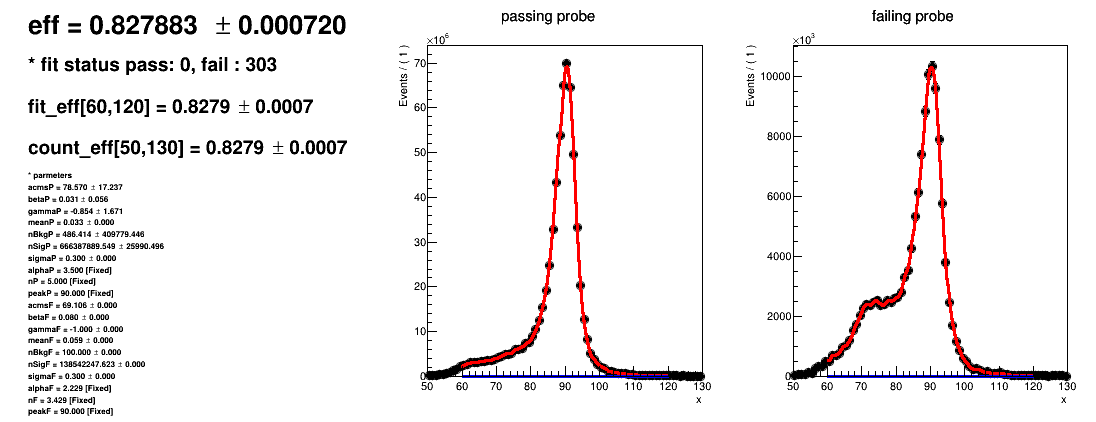 eff = 0.827883 ± 0.000720
* fit status pass: 0, fail : 303
fit_eff[60,120] = 0.8279 ± 0.0007
count_eff[50,130] = 0.8279 ± 0.0007
* parmeters
acmsP = 78.570 ± 17.237
betaP = 0.031 ± 0.056
gammaP = -0.854 ± 1.671
meanP = 0.033 ± 0.000
nBkgP = 486.414 ± 409779.446
nSigP = 666387889.549 ± 25990.496
sigmaP = 0.300 ± 0.000
alphaP = 3.500 [Fixed]
nP = 5.000 [Fixed]
peakP = 90.000 [Fixed]
acmsF = 69.106 ± 0.000
betaF = 0.080 ± 0.000
gammaF = -1.000 ± 0.000
meanF = 0.059 ± 0.000
nBkgF = 100.000 ± 0.000
nSigF = 138542247.623 ± 0.000
sigmaF = 0.300 ± 0.000
alphaF = 2.229 [Fixed]
nF = 3.429 [Fixed]
peakF = 90.000 [Fixed]
passing probe
×10⁶
Events / ( 1 )
70
60
50
40
30
20
10
0
50 60 70 80 90 100 110 120 130
x
failing probe
×10³
Events / ( 1 )
10000
8000
6000
4000
2000
0
50 60 70 80 90 100 110 120 130
x